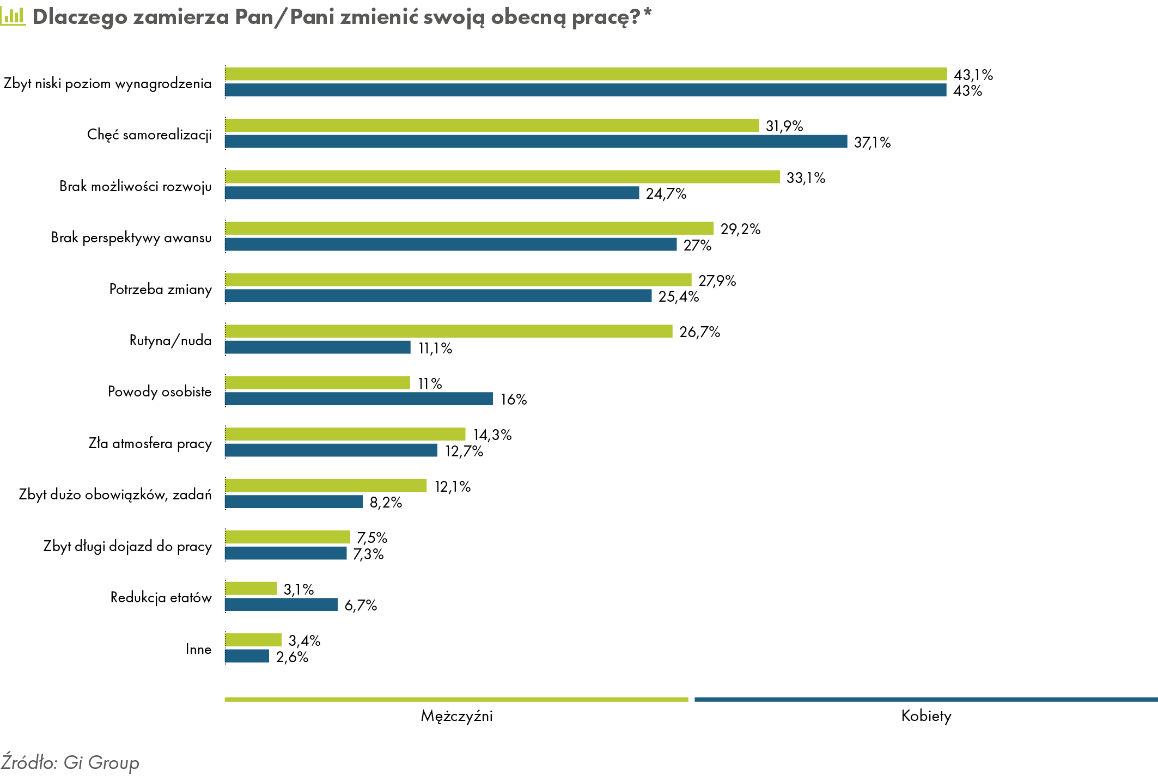 Dlaczego zamierza Pan/Pani zmienić swoją obecną pracę?*
Zbyt niski poziom wynagrodzenia
43,1%
43%
Chęć samorealizacji
31,9%
37,1%
Brak możliwości rozwoju
33,1%
24,7%
Brak perspektywy awansu
29,2%
27%
Potrzeba zmiany
27,9%
25,4%
Rutyna/nuda
26,7%
11,1%
Powody osobiste
11%
16%
Zła atmosfera pracy
14,3%
12,7%
Zbyt dużo obowiązków, zadań
12,1%
8,2%
Zbyt długi dojazd do pracy
7,5%
7,3%
Redukcja etatów
3,1%
6,7%
Inne
3,4%
2,6%
Mężczyźni
Kobiety
Źródło: Gi Group